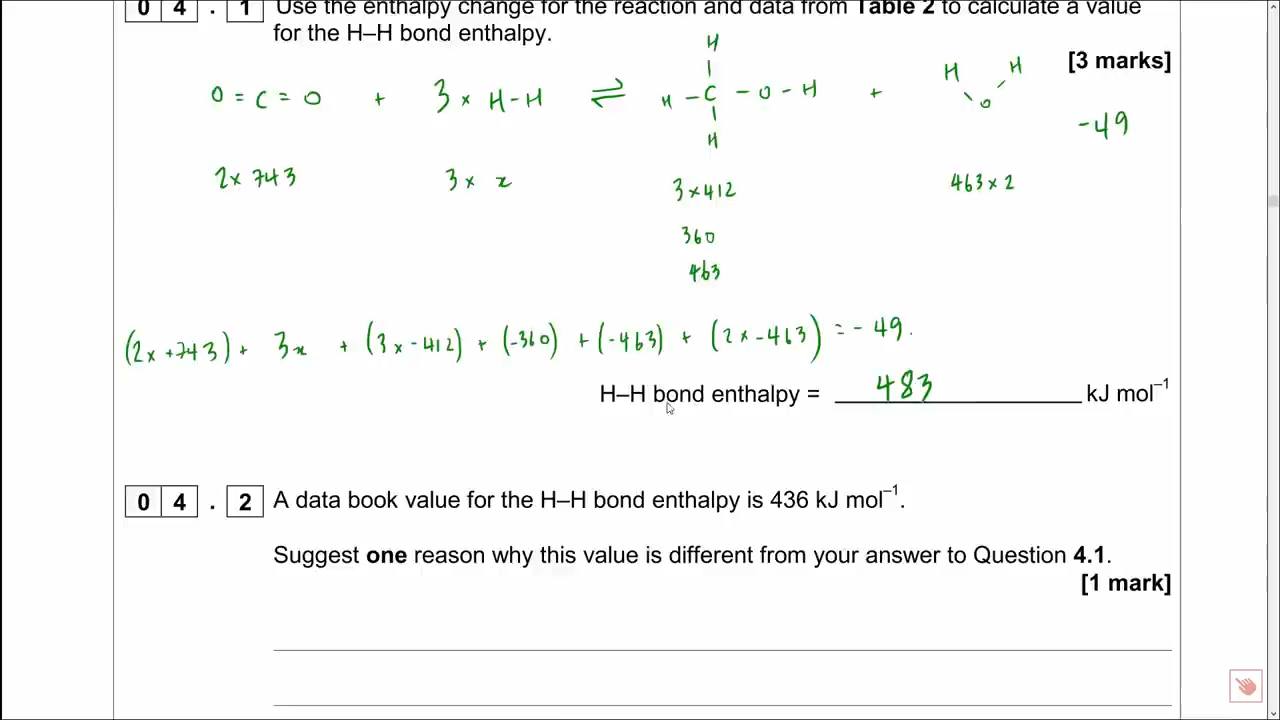 0 4 . 1 Use the enthalpy change for the reaction and data from Table 2 to calculate a value
for the H–H bond enthalpy.
[3 marks]
O = C = O + 3 × H-H ⇌ H - C - O - H + H O H
H
H
-49
2 × 743 3 × x 3 × 412 463 × 2
360
463
(2 × +743) + 3x + (3 × -412) + (-360) + (-463) + (2 × -463) = - 49.
H–H bond enthalpy = 483 kJ mol⁻¹
0 4 . 2 A data book value for the H–H bond enthalpy is 436 kJ mol⁻¹.
Suggest one reason why this value is different from your answer to Question 4.1.
[1 mark]